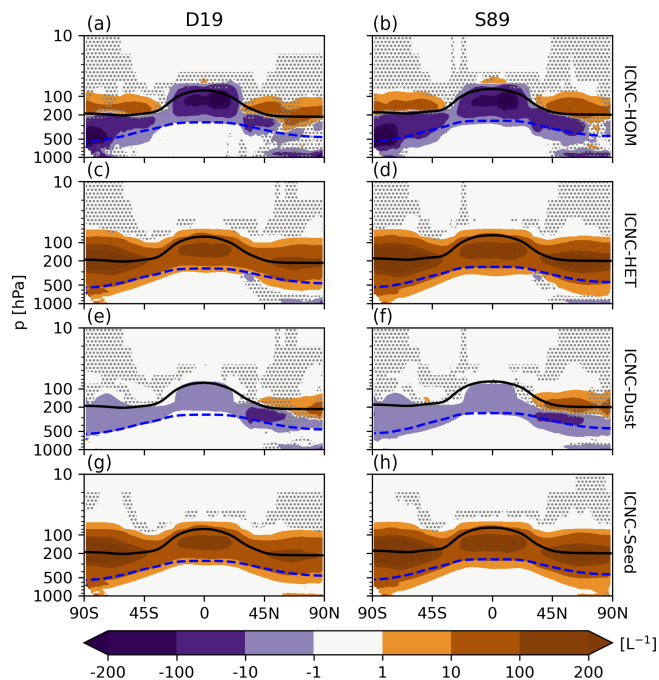 D19 S89
(a) (b)
10
100
200
500
1000
ICNC-HOM
(c) (d)
10
100
200
500
1000
ICNC-HET
p [hPa]
(e) (f)
10
100
200
500
1000
ICNC-Dust
(g) (h)
10
100
200
500
1000
ICNC-Seed
90S 45S 0 45N 90N 90S 45S 0 45N 90N
-200 -100 -10 -1 1 10 100 200 [L⁻¹]